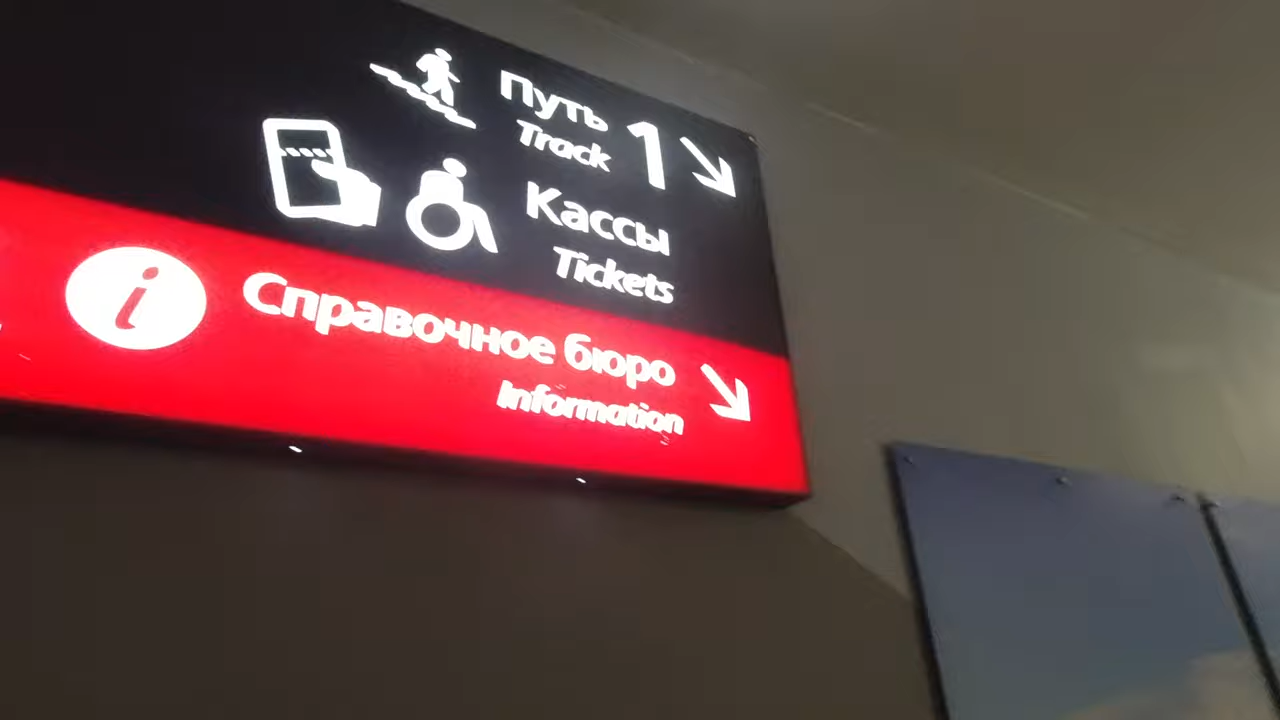 Путь
Track
1
Кассы
Tickets
i
Справочное бюро
Information